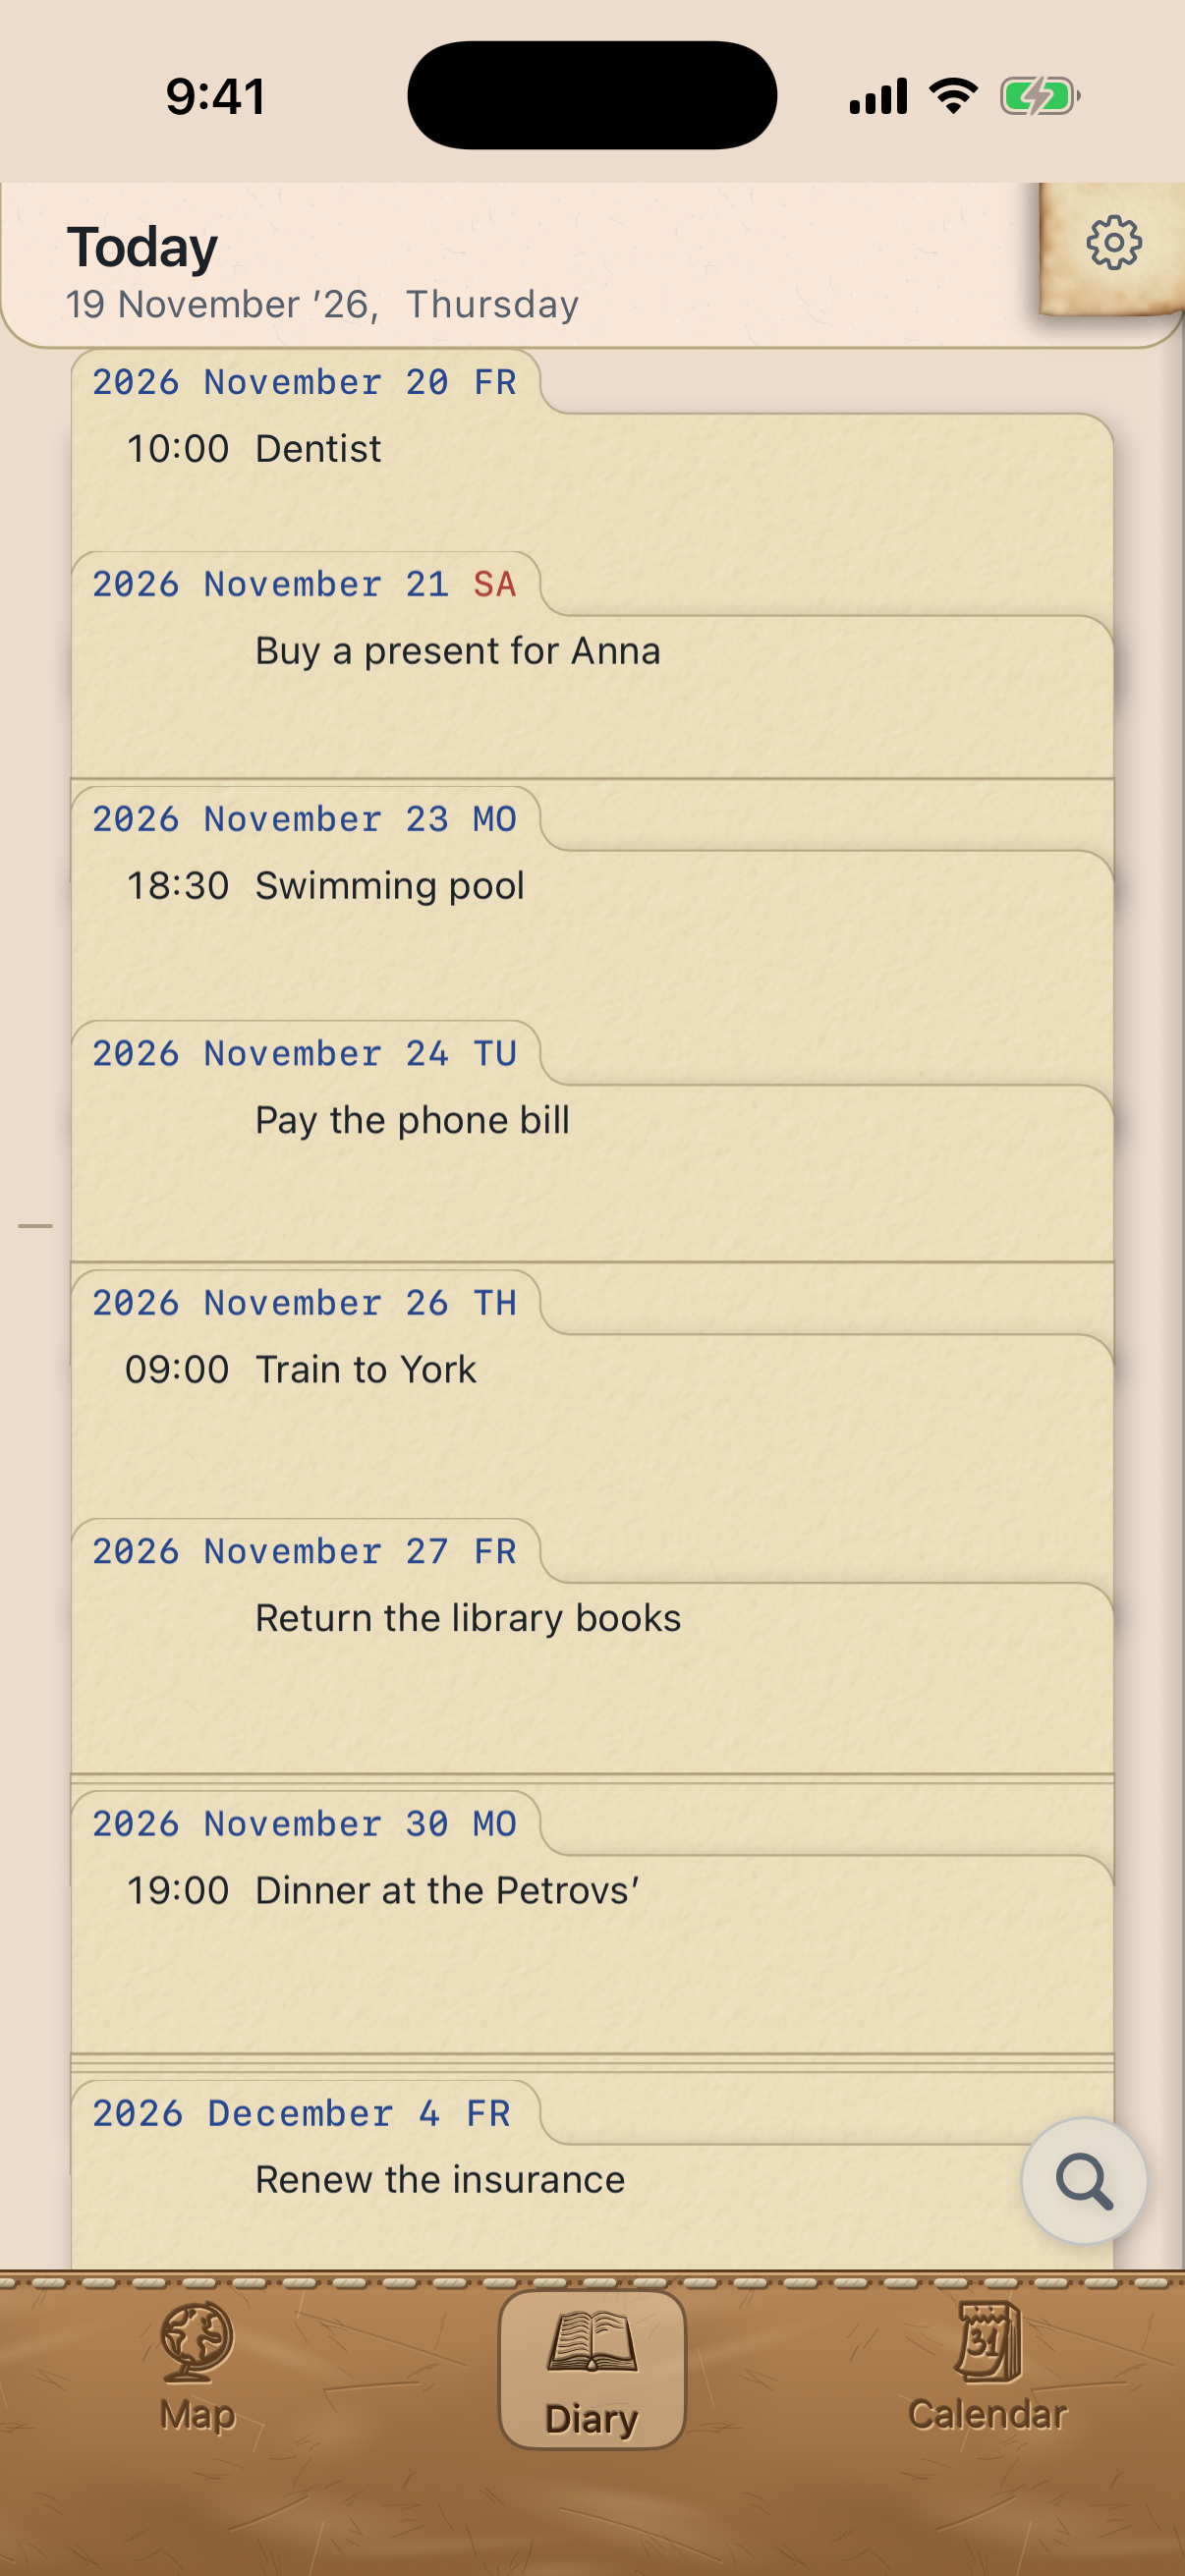 9:41
Today
19 November ’26, Thursday
2026 November 20 FR
10:00 Dentist
2026 November 21 SA
Buy a present for Anna
2026 November 23 MO
18:30 Swimming pool
2026 November 24 TU
Pay the phone bill
2026 November 26 TH
09:00 Train to York
2026 November 27 FR
Return the library books
2026 November 30 MO
19:00 Dinner at the Petrovs’
2026 December 4 FR
Renew the insurance
31
Map Diary Calendar